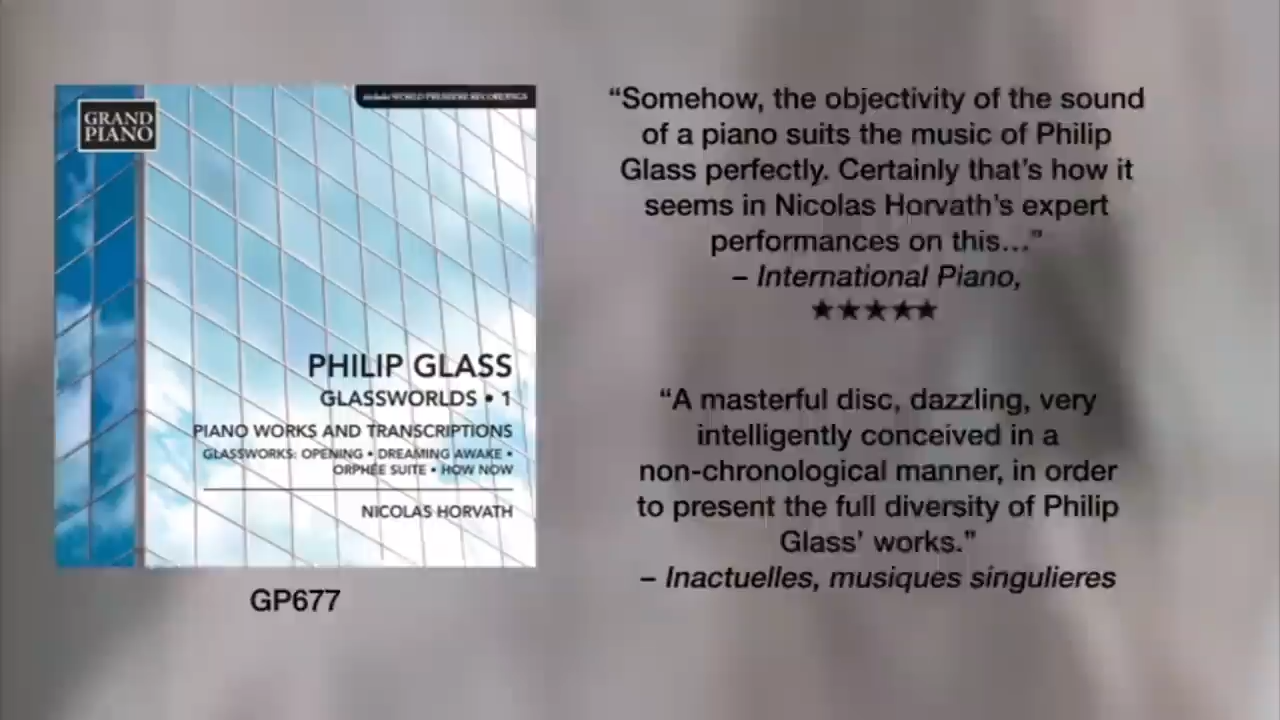 includes WORLD PREMIERE RECORDINGS
GRAND
PIANO
PHILIP GLASS
GLASSWORLDS • 1
PIANO WORKS AND TRANSCRIPTIONS
GLASSWORKS: OPENING • DREAMING AWAKE •
ORPHÉE SUITE • HOW NOW
NICOLAS HORVATH
GP677
“Somehow, the objectivity of the sound
of a piano suits the music of Philip
Glass perfectly. Certainly that’s how it
seems in Nicolas Horvath’s expert
performances on this…”
– International Piano,
★★★★★
“A masterful disc, dazzling, very
intelligently conceived in a
non-chronological manner, in order
to present the full diversity of Philip
Glass’ works.”
– Inactuelles, musiques singulieres